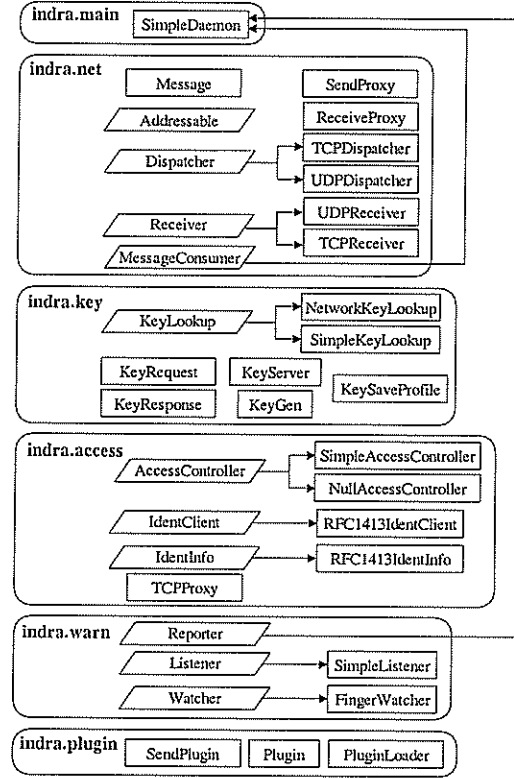 indra.main
SimpleDaemon
indra.net
Message
SendProxy
Addressable
ReceiveProxy
Dispatcher
TCPDispatcher
UDPDispatcher
Receiver
UDPReceiver
TCPReceiver
MessageConsumer
indra.key
KeyLookup
NetworkKeyLookup
SimpleKeyLookup
KeyRequest
KeyServer
KeySaveProfile
KeyResponse
KeyGen
indra.access
AccessController
SimpleAccessController
NullAccessController
IdentClient
RFC1413IdentClient
IdentInfo
RFC1413IdentInfo
TCPProxy
indra.warn
Reporter
Listener
SimpleListener
Watcher
FingerWatcher
indra.plugin
SendPlugin
Plugin
PluginLoader